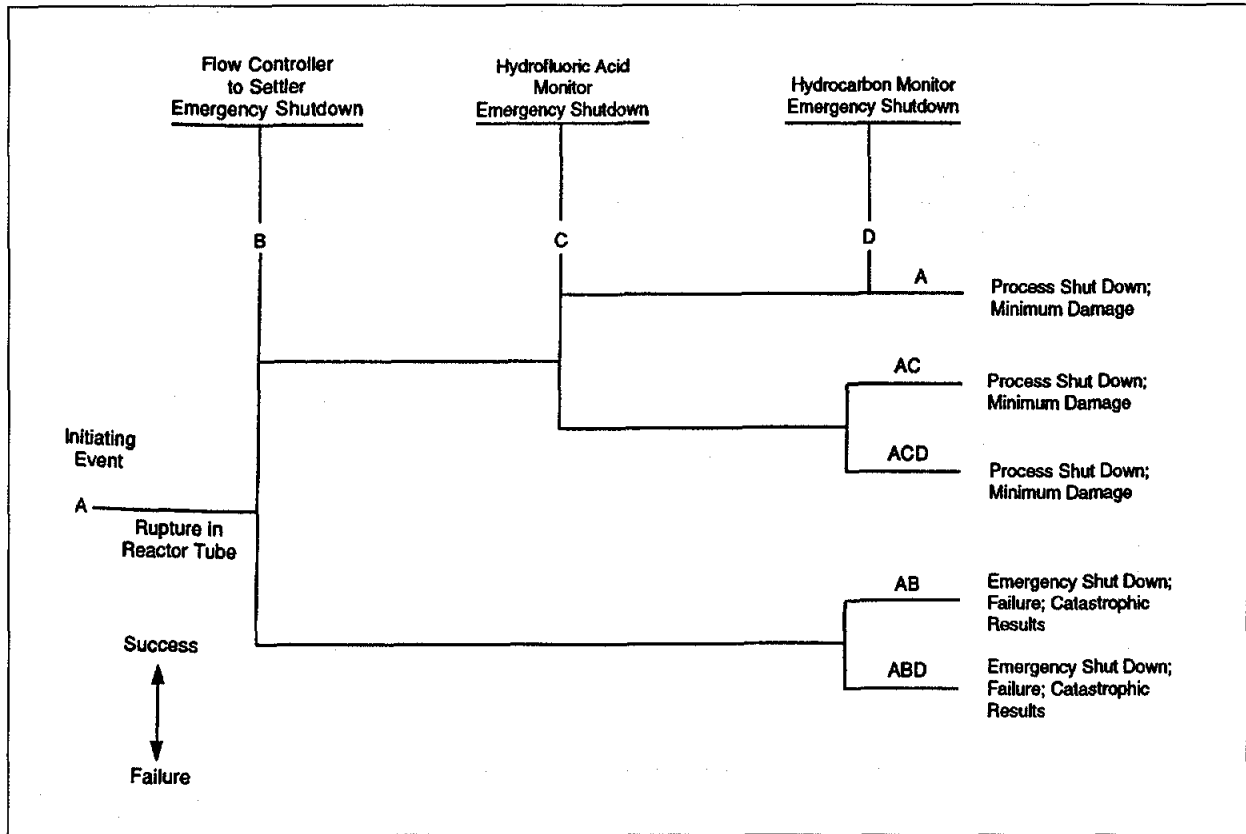 Flow Controller
to Settler
Emergency Shutdown
Hydrofluoric Acid
Monitor
Emergency Shutdown
Hydrocarbon Monitor
Emergency Shutdown
B
C
D
A
Process Shut Down;
Minimum Damage
AC
Process Shut Down;
Minimum Damage
ACD
Process Shut Down;
Minimum Damage
Initiating
Event
A
Rupture in
Reactor Tube
AB
Emergency Shut Down;
Failure; Catastrophic
Results
ABD
Emergency Shut Down;
Failure; Catastrophic
Results
Success
Failure